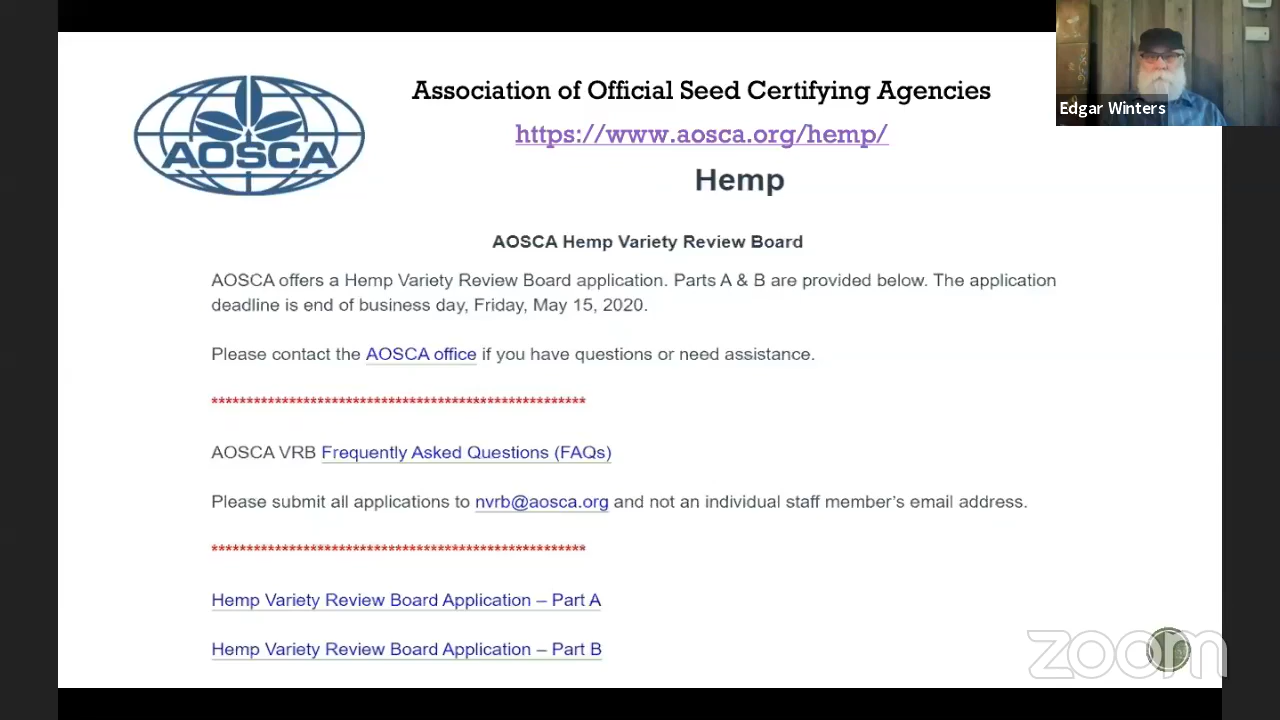 Association of Official Seed Certifying Agencies
https://www.aosca.org/hemp/
AOSCA
Hemp
Edgar Winters
AOSCA Hemp Variety Review Board
AOSCA offers a Hemp Variety Review Board application. Parts A & B are provided below. The application
deadline is end of business day, Friday, May 15, 2020.
Please contact the AOSCA office if you have questions or need assistance.
*****************************************************
AOSCA VRB Frequently Asked Questions (FAQs)
Please submit all applications to nvrb@aosca.org and not an individual staff member's email address.
*****************************************************
Hemp Variety Review Board Application – Part A
Hemp Variety Review Board Application – Part B
zoom